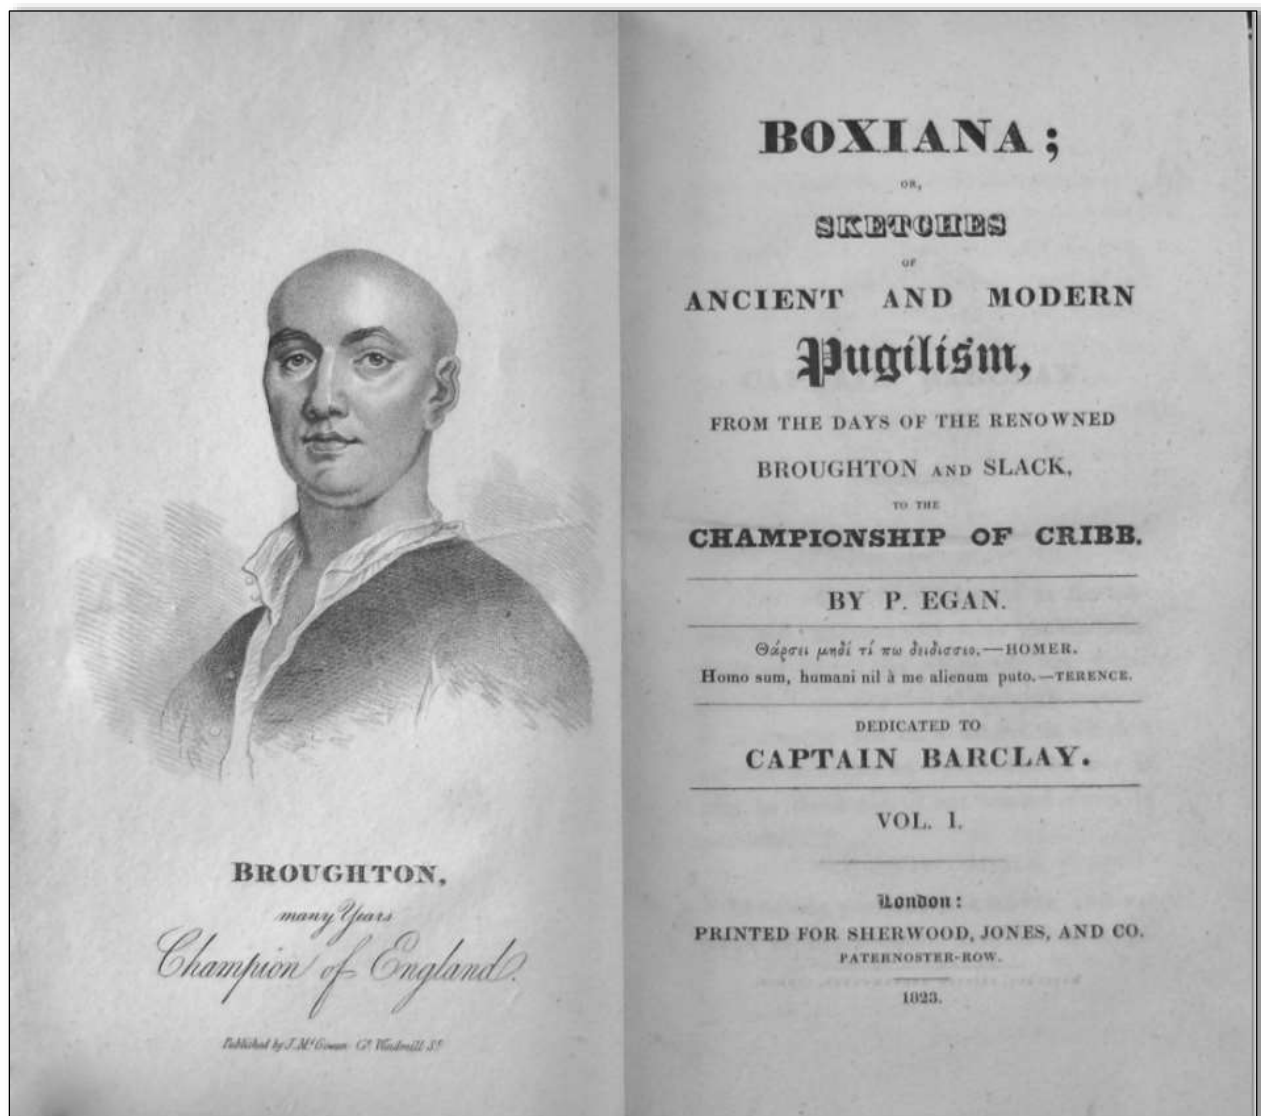 BROUGHTON,
many Years
Champion of England.
Published by J. McGowan Gt. Windmill St.
BOXIANA;
OR,
SKETCHES
OF
ANCIENT AND MODERN
Pugilism,
FROM THE DAYS OF THE RENOWNED
BROUGHTON AND SLACK,
TO THE
CHAMPIONSHIP OF CRIBB.
BY P. EGAN.
Θάρσει μηδέ τί πω δειδισσεο.—HOMER.
Homo sum, humani nil à me alienum puto.—TERENCE.
DEDICATED TO
CAPTAIN BARCLAY.
VOL. I.
London:
PRINTED FOR SHERWOOD, JONES, AND CO.
PATERNOSTER-ROW.
1823.